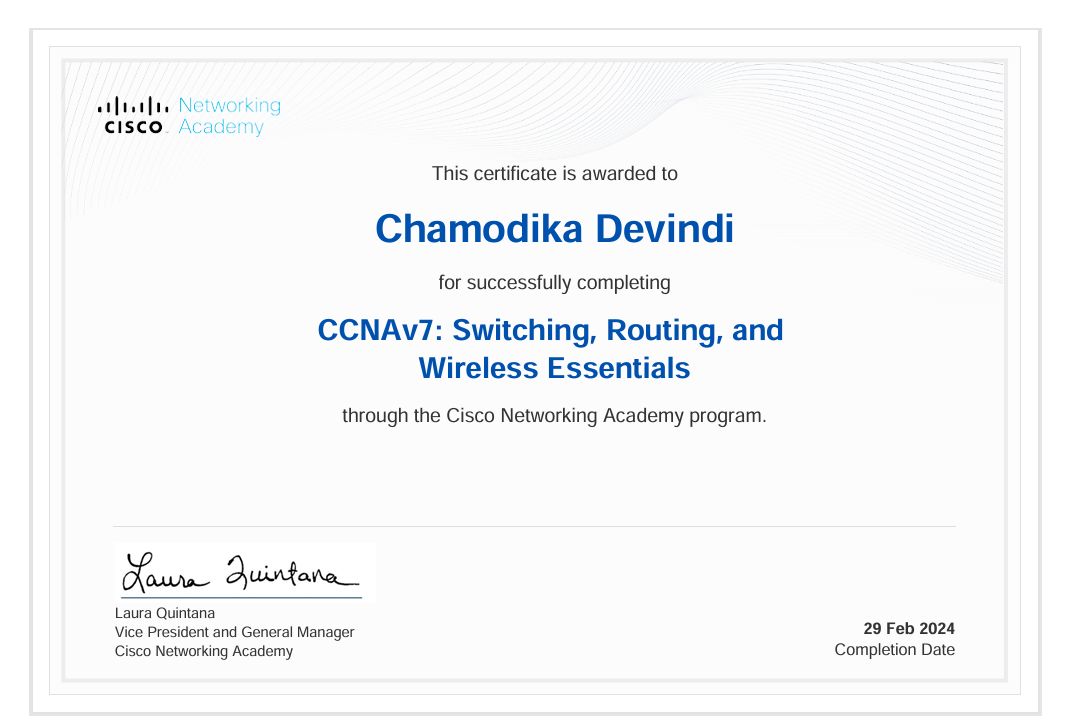 CISCO Networking
Academy
This certificate is awarded to
Chamodika Devindi
for successfully completing
CCNAv7: Switching, Routing, and
Wireless Essentials
through the Cisco Networking Academy program.
Laura Quintana
Laura Quintana
Vice President and General Manager
Cisco Networking Academy
29 Feb 2024
Completion Date